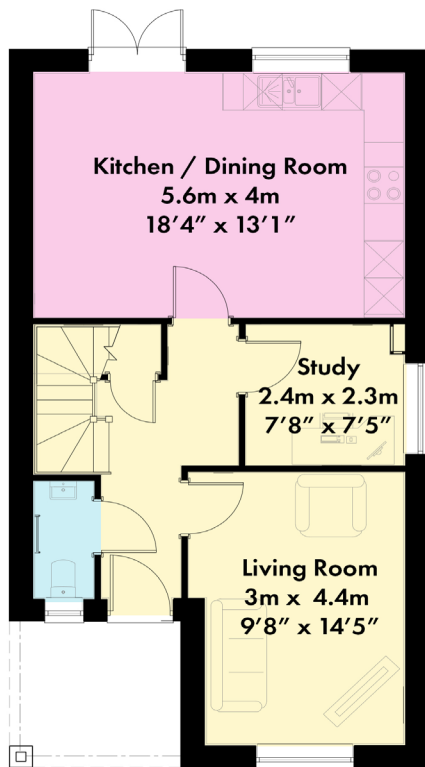 Kitchen / Dining Room
5.6m x 4m
18′4″ x 13′1″
Study
2.4m x 2.3m
7′8″ x 7′5″
Living Room
3m x 4.4m
9′8″ x 14′5″